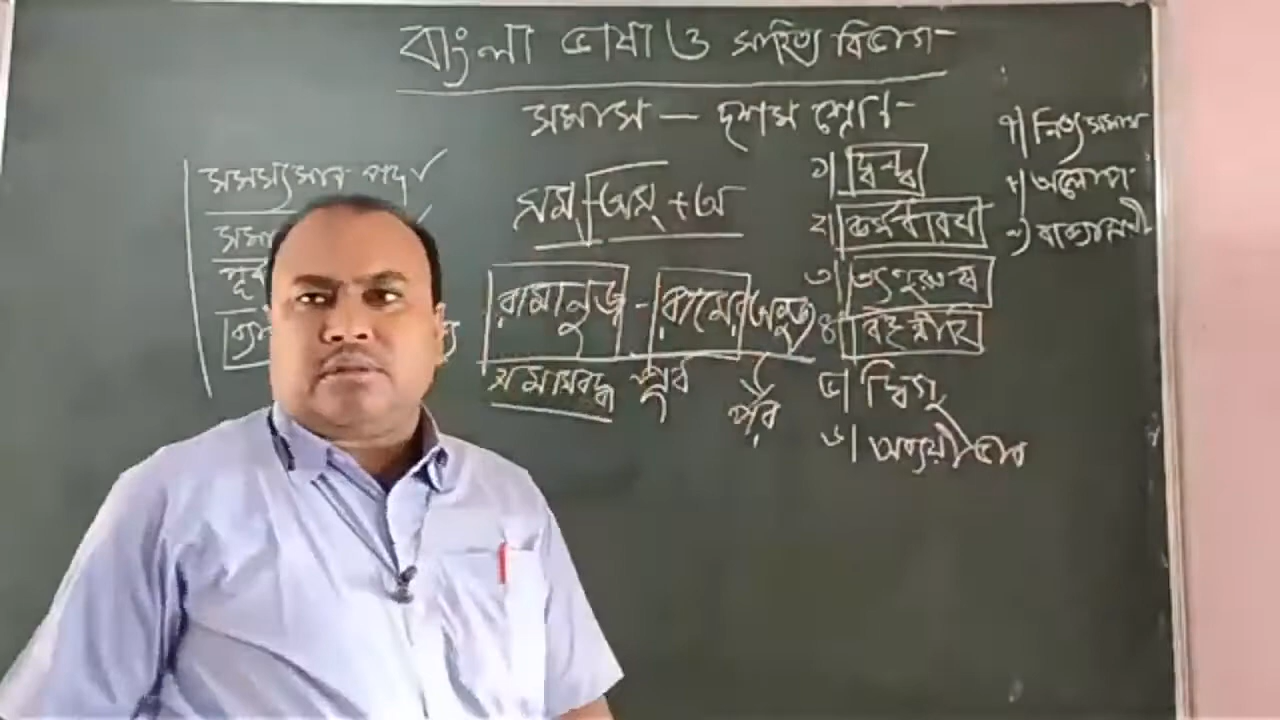 বাংলা ভাষা ও সাহিত্য বিভাগ
সমাস — দশম শ্রেণি
সমস্যমান পদ
সম্ + অস্ + অ
রামানুজ - রামের অনুজ
সমাসবদ্ধ পূর্ব পর
১| দ্বন্দ্ব
২| কর্মধারয়
৩| তৎপুরুষ
৪| বহুব্রীহি
৫| দ্বিগু
৬| অব্যয়ীভাব
৭| নিত্য সমাস
৮| অলোপ
৯)